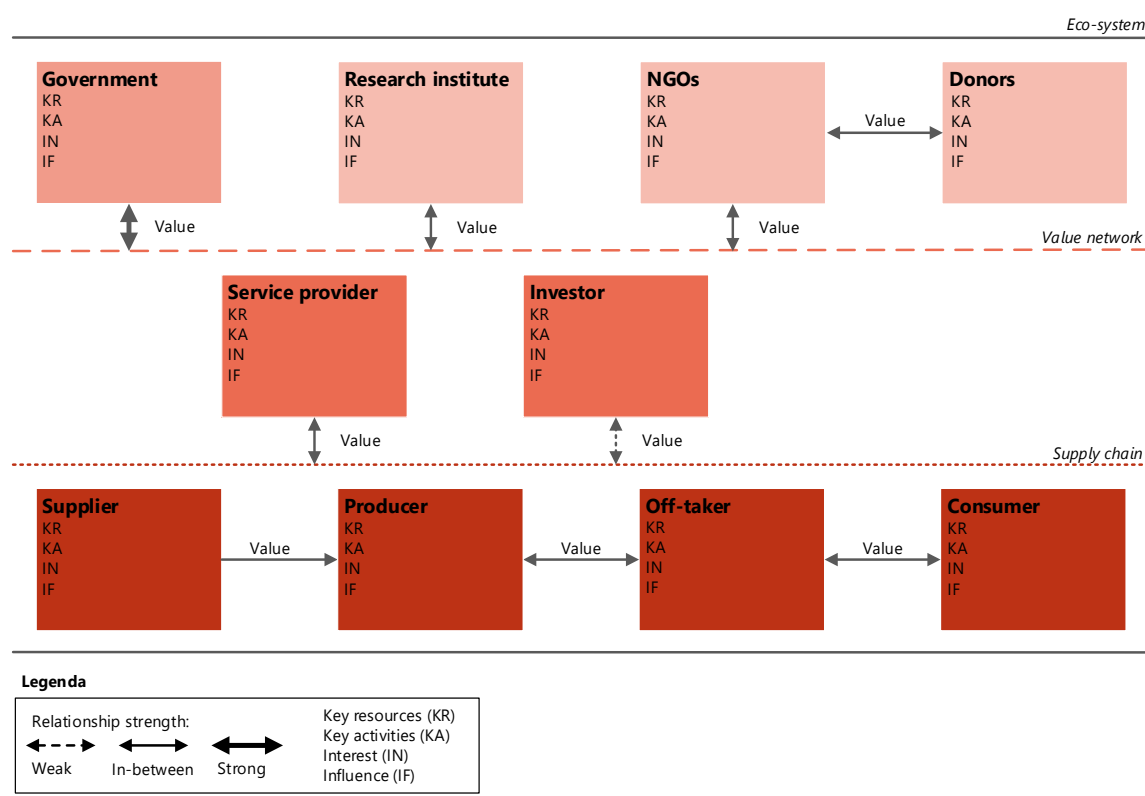 Eco-system
Government
KR
KA
IN
IF
Research institute
KR
KA
IN
IF
NGOs
KR
KA
IN
IF
Value
Donors
KR
KA
IN
IF
Value
Value
Value
Value network
Service provider
KR
KA
IN
IF
Investor
KR
KA
IN
IF
Value
Value
Supply chain
Supplier
KR
KA
IN
IF
Value
Producer
KR
KA
IN
IF
Value
Off-taker
KR
KA
IN
IF
Value
Consumer
KR
KA
IN
IF
Legenda
Relationship strength:
Weak
In-between
Strong
Key resources (KR)
Key activities (KA)
Interest (IN)
Influence (IF)